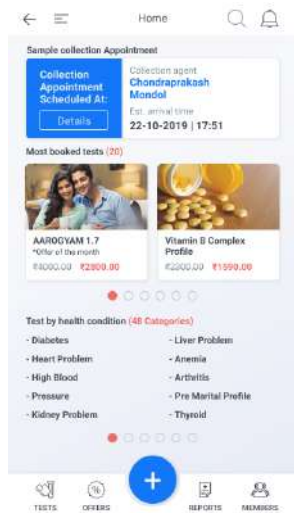 Home
Sample collection Appointment
Collection
Appointment
Scheduled At:
Details
Collection agent
Chandraprakash
Mondol
Est. arrival time
22-10-2019 | 17:51
Most booked tests (20)
AAROGYAM 1.7
*Offer of the month
₹4000.00 ₹2800.00
Vitamin B Complex
Profile
₹2300.00 ₹1590.00
Test by health condition (48 Categories)
- Diabetes
- Heart Problem
- High Blood
- Pressure
- Kidney Problem
- Liver Problem
- Anemia
- Arthritis
- Pre Marital Profile
- Thyroid
TESTS
OFFERS
REPORTS
MEMBERS